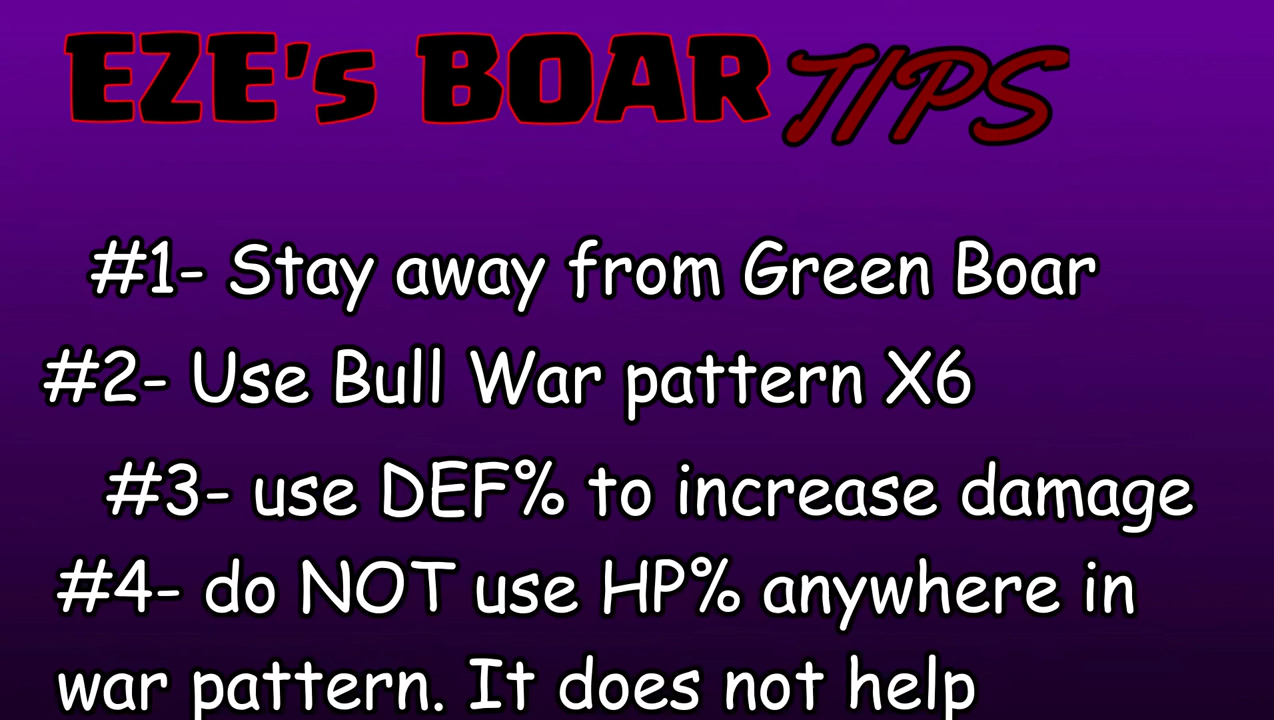 EZE's BOAR TIPS
#1- Stay away from Green Boar
#2- Use Bull War pattern X6
#3- use DEF% to increase damage
#4- do NOT use HP% anywhere in
war pattern. It does not help